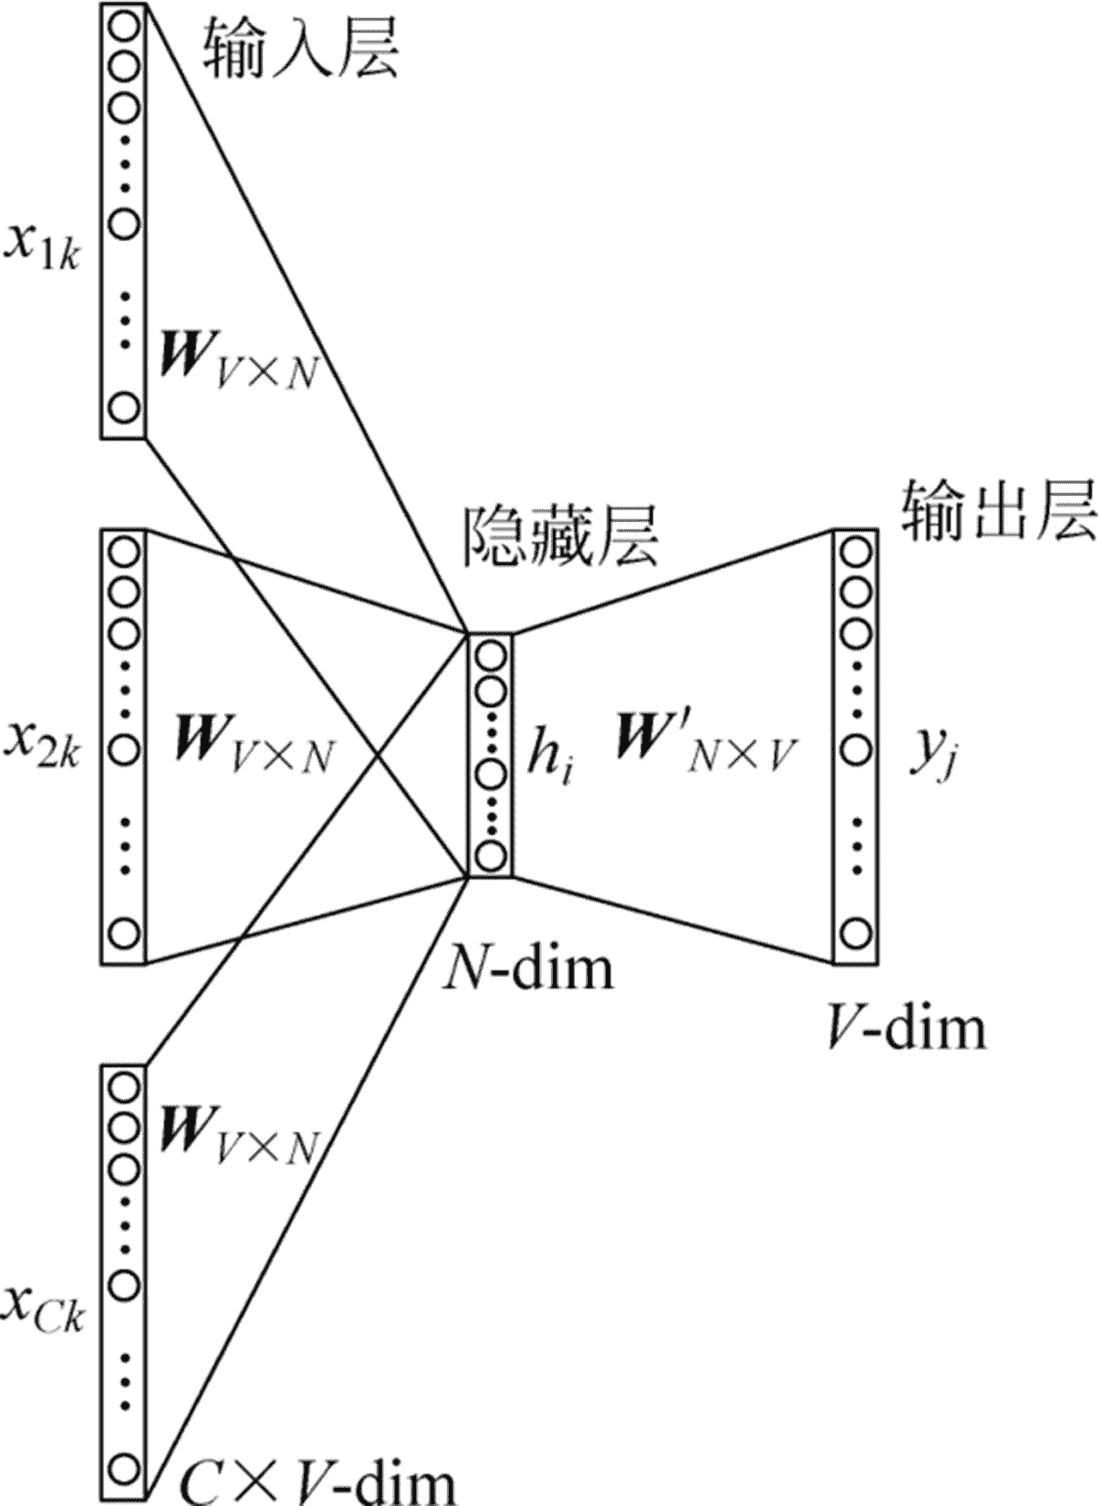 输入层
x1k
WV×N
隐藏层
输出层
x2k
WV×N
hi
W′N×V
yj
N-dim
V-dim
WV×N
xCk
C×V-dim